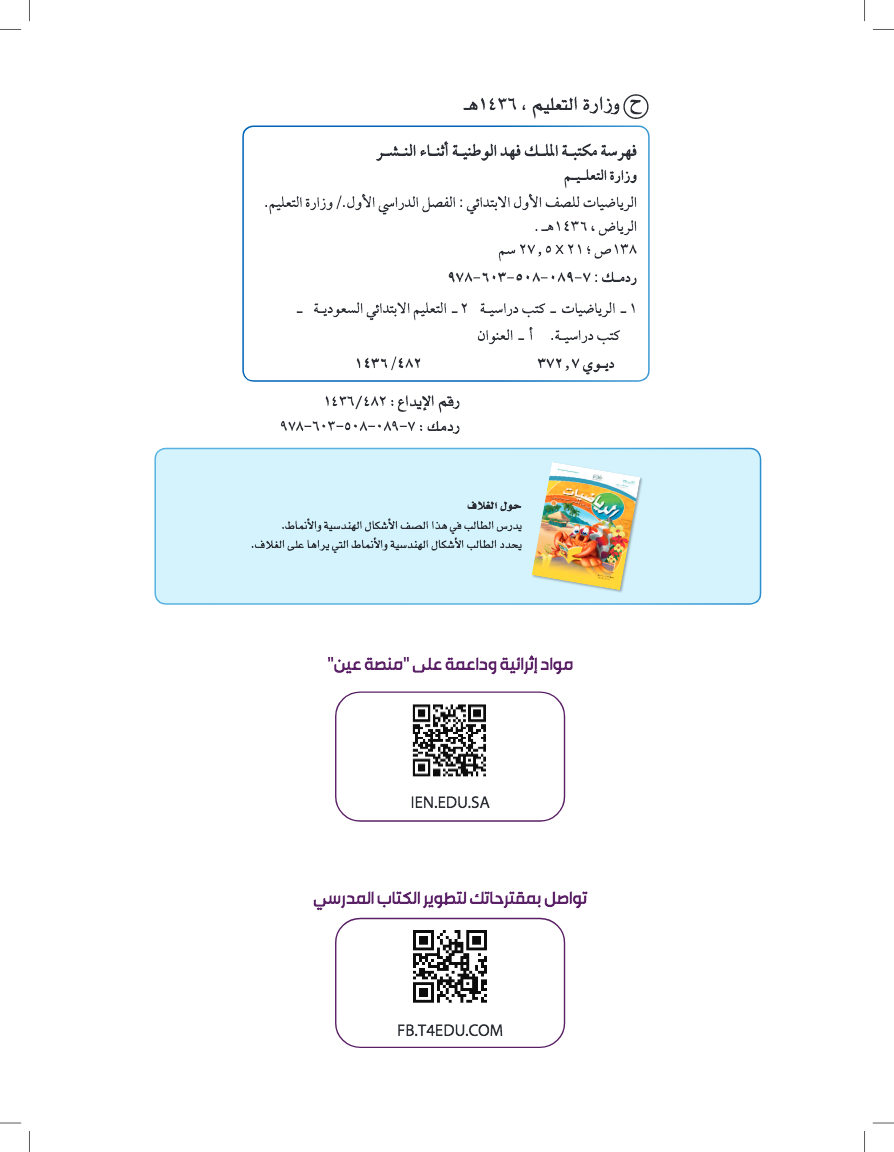 ح وزارة التعليم ، ١٤٣٦هـ
فهرسة مكتبة الملك فهد الوطنية أثناء النشر
وزارة التعليم
الرياضيات للصف الأول الابتدائي : الفصل الدراسي الأول./ وزارة التعليم.
الرياض ، ١٤٣٦هـ .
١٣٨ص ؛ ٢١ X ٢٧,٥ سم
ردمك : ٧-٠٨٩-٥٠٨-٦٠٣-٩٧٨
١ ـ الرياضيات ـ كتب دراسية ٢ ـ التعليم الابتدائي السعودية ـ
كتب دراسية. أ ـ العنوان
ديوي ٣٧٢,٧ ١٤٣٦/٤٨٢
رقم الإيداع : ١٤٣٦/٤٨٢
ردمك : ٧-٠٨٩-٥٠٨-٦٠٣-٩٧٨
الرياضيات
حول الغلاف
يدرس الطالب في هذا الصف الأشكال الهندسية والأنماط.
يحدد الطالب الأشكال الهندسية والأنماط التي يراها على الغلاف.
مواد إثرائية وداعمة على "منصة عين"
IEN.EDU.SA
تواصل بمقترحاتك لتطوير الكتاب المدرسي
FB.T4EDU.COM